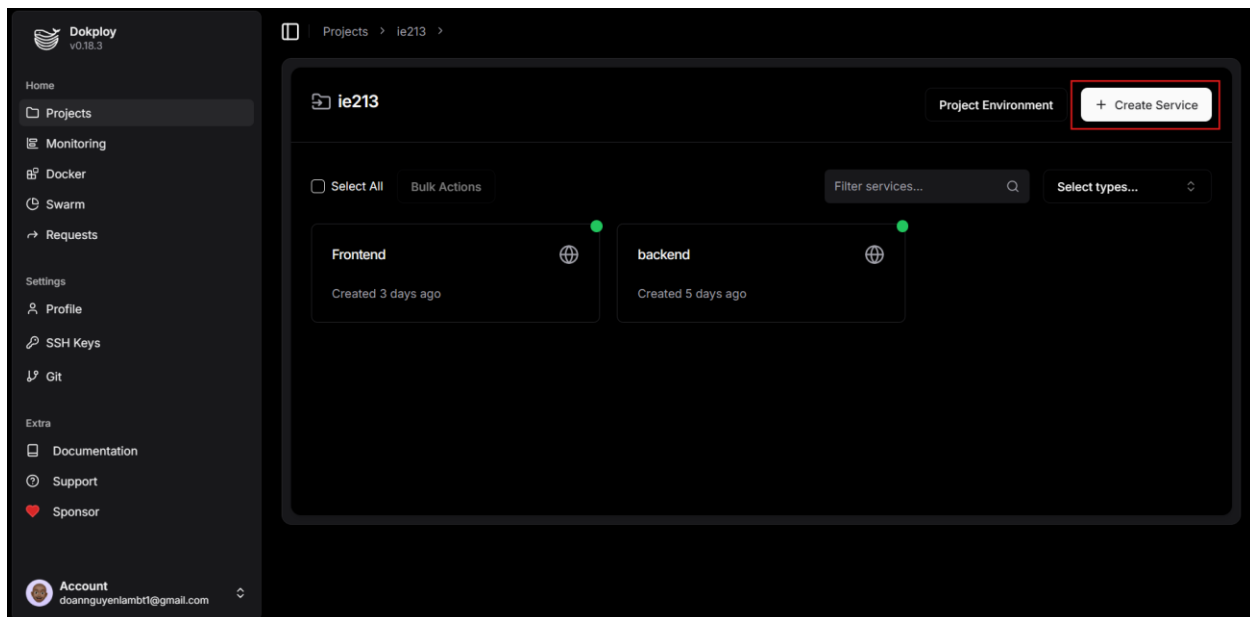 Dokploy
v0.18.3
Home
Projects
Monitoring
Docker
Swarm
Requests
Settings
Profile
SSH Keys
Git
Extra
Documentation
Support
Sponsor
Account
doannguyenlambt1@gmail.com
Projects > ie213 >
ie213
Project Environment
+ Create Service
Select All
Bulk Actions
Filter services...
Select types...
Frontend
Created 3 days ago
backend
Created 5 days ago